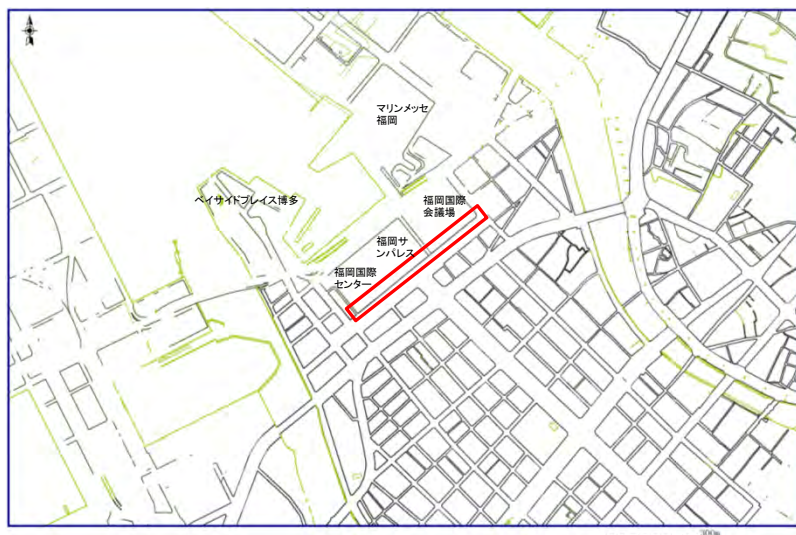 マリンメッセ
福岡
ベイサイドプレイス博多
福岡国際
会議場
福岡サ
ンパレス
福岡国際
センター